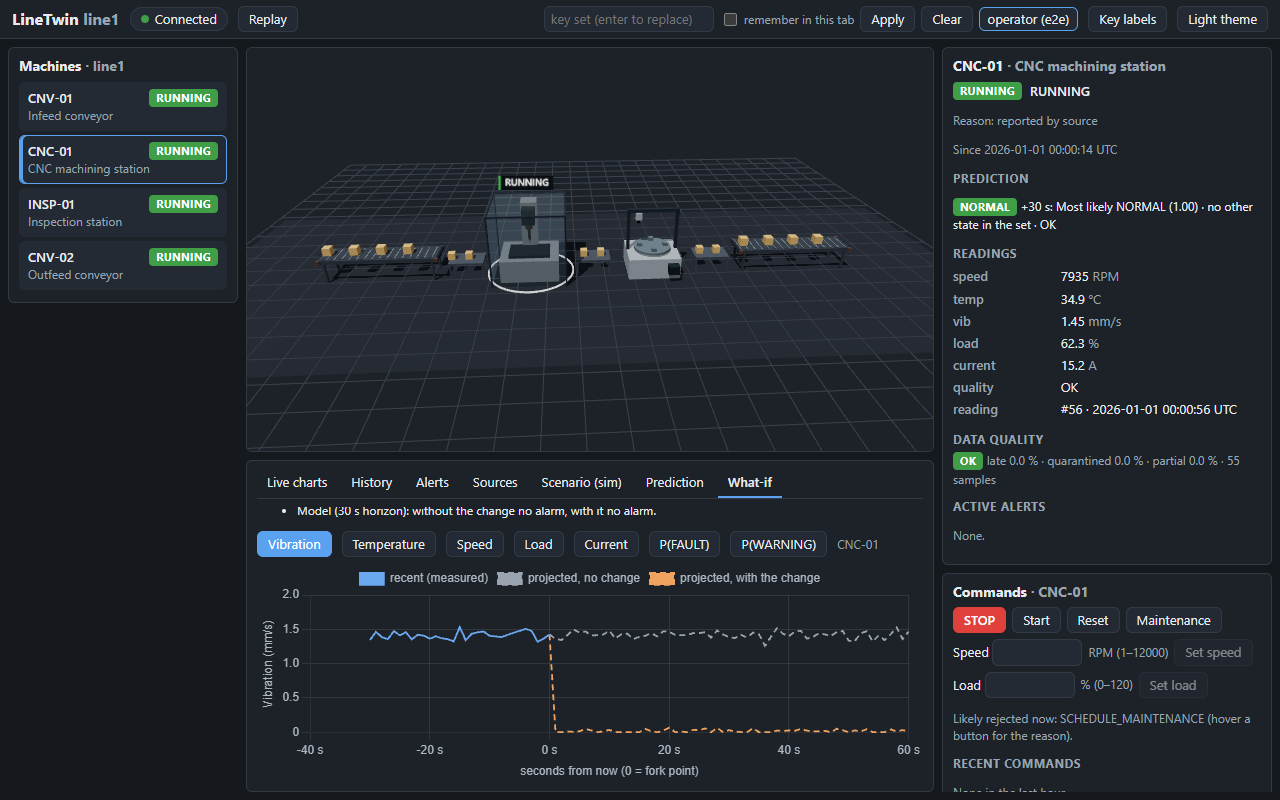 LineTwin line1
Connected
Replay
key set (enter to replace)
remember in this tab
Apply
Clear
operator (e2e)
Key labels
Light theme
Machines · line1
CNV-01 RUNNING
Infeed conveyor
CNC-01 RUNNING
CNC machining station
INSP-01 RUNNING
Inspection station
CNV-02 RUNNING
Outfeed conveyor
RUNNING
Live charts
History
Alerts
Sources
Scenario (sim)
Prediction
What-if
• Model (30 s horizon): without the change no alarm, with it no alarm.
Vibration
Temperature
Speed
Load
Current
P(FAULT)
P(WARNING)
CNC-01
recent (measured)
projected, no change
projected, with the change
Vibration (mm/s)
2.0
1.5
1.0
0.5
0
-40 s
-20 s
0 s
20 s
40 s
60 s
seconds from now (0 = fork point)
CNC-01 · CNC machining station
RUNNING RUNNING
Reason: reported by source
Since 2026-01-01 00:00:14 UTC
PREDICTION
NORMAL +30 s: Most likely NORMAL (1.00) · no other
state in the set · OK
READINGS
speed 7935 RPM
temp 34.9 °C
vib 1.45 mm/s
load 62.3 %
current 15.2 A
quality OK
reading #56 · 2026-01-01 00:00:56 UTC
DATA QUALITY
OK late 0.0 % · quarantined 0.0 % · partial 0.0 % · 55
samples
ACTIVE ALERTS
None.
Commands · CNC-01
STOP
Start
Reset
Maintenance
Speed RPM (1–12000) Set speed
Load % (0–120) Set load
Likely rejected now: SCHEDULE_MAINTENANCE (hover a
button for the reason).
RECENT COMMANDS
None in the last hour.